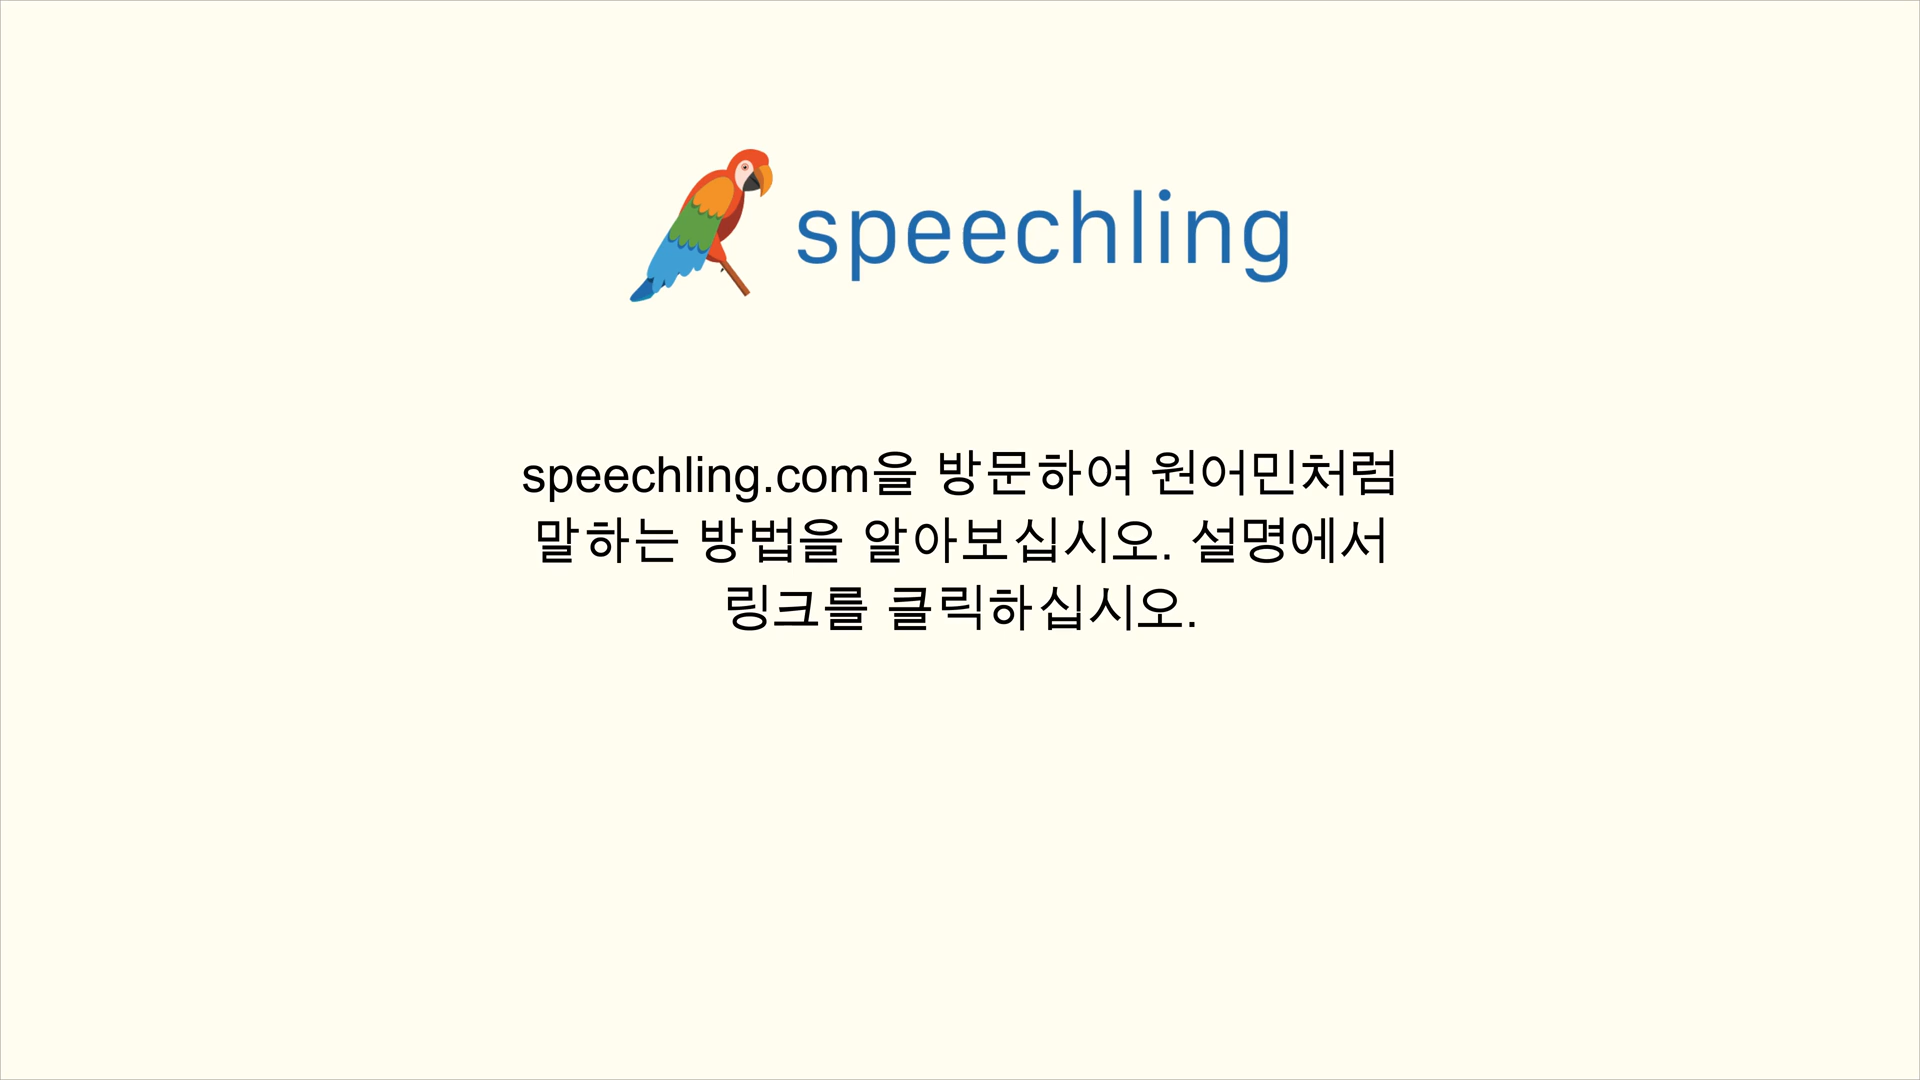 speechling
speechling.com을 방문하여 원어민처럼
말하는 방법을 알아보십시오. 설명에서
링크를 클릭하십시오.